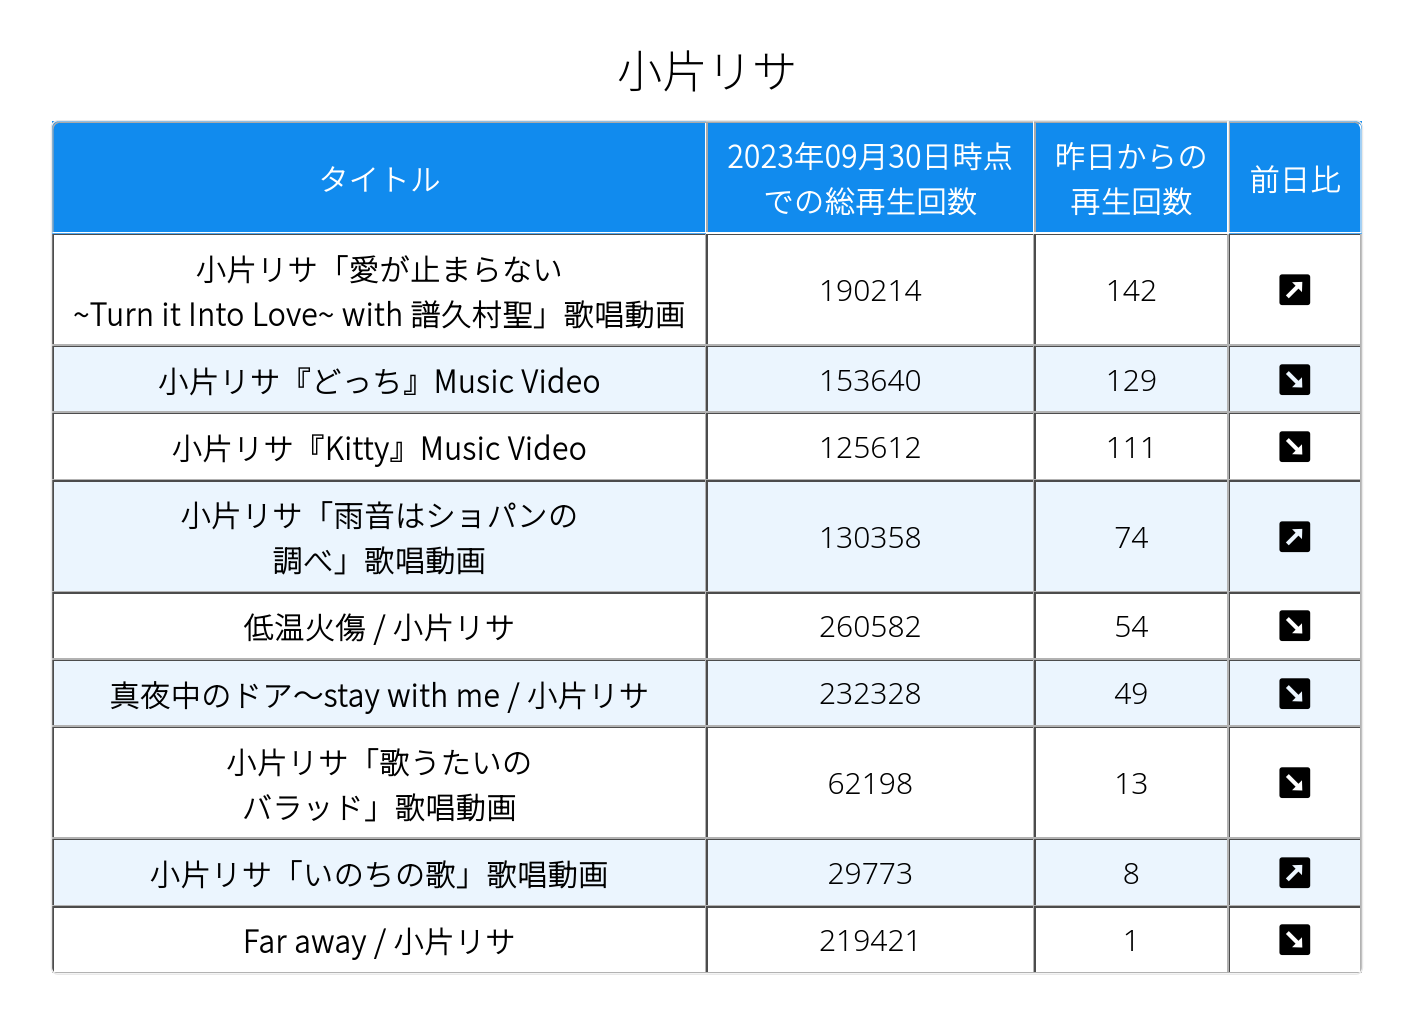 小片リサ
タイトル
2023年09月30日時点
での総再生回数
昨日からの
再生回数
前日比
小片リサ「愛が止まらない
~Turn it Into Love~ with 譜久村聖」歌唱動画
190214
142
↗
小片リサ『どっち』Music Video
153640
129
↘
小片リサ『Kitty』Music Video
125612
111
↘
小片リサ「雨音はショパンの
調べ」歌唱動画
130358
74
↗
低温火傷 / 小片リサ
260582
54
↘
真夜中のドア〜stay with me / 小片リサ
232328
49
↘
小片リサ「歌うたいの
バラッド」歌唱動画
62198
13
↘
小片リサ「いのちの歌」歌唱動画
29773
8
↗
Far away / 小片リサ
219421
1
↘